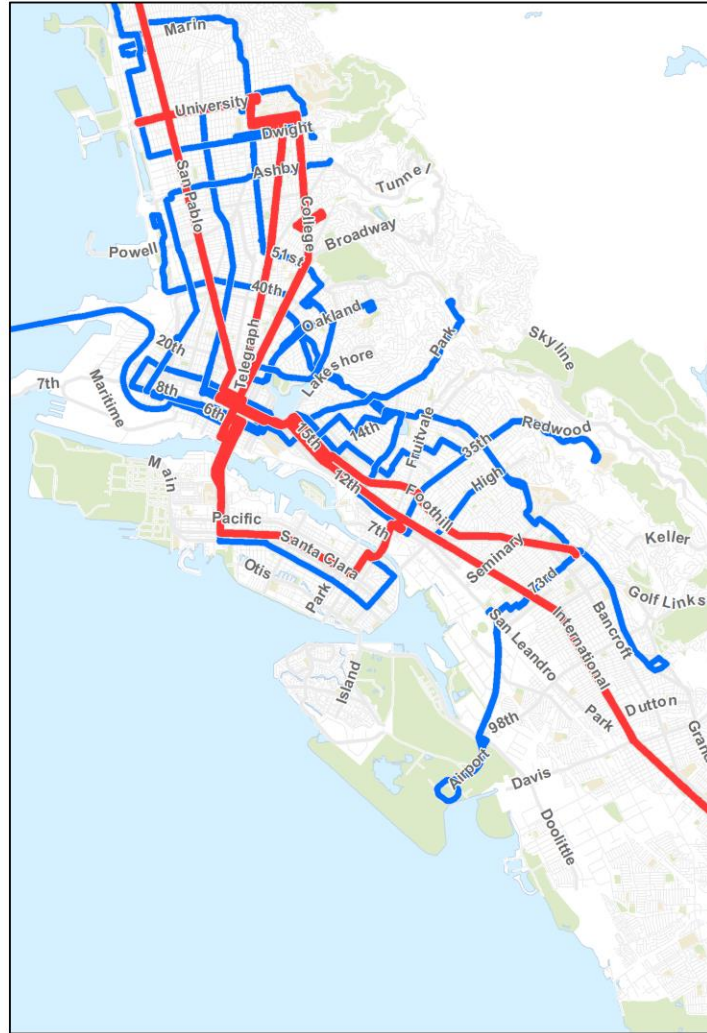 Marin
University
Dwight
Ashby
San Pablo
Tunnel
College
Broadway
Powell
51st
40th
Oakland
Telegraph
Park
Skyline
20th
Lakeshore
7th
Maritime
8th
6th
14th
15th
Fruitvale
35th
Redwood
Main
12th
High
Foothill
Pacific
7th
Santa Clara
Seminary
Keller
Otis
Park
73rd
Golf Links
Bancroft
San Leandro
International
Island
98th
Park
Dutton
Grand
Airport
Davis
Doolittle